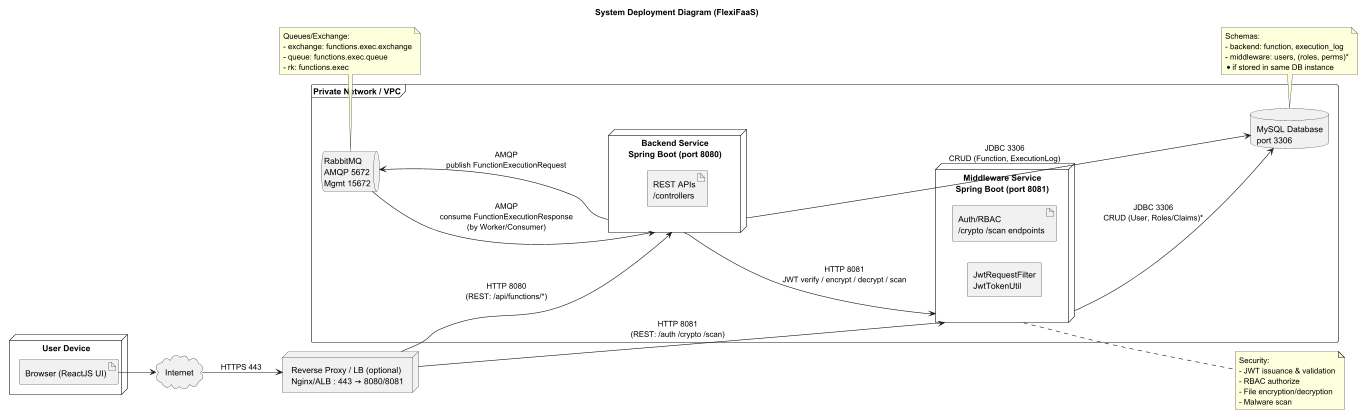 System Deployment Diagram (FlexiFaaS)
Queues/Exchange:
- exchange: functions.exec.exchange
- queue: functions.exec.queue
- rk: functions.exec
Schemas:
- backend: function, execution_log
- middleware: users, (roles, perms)*
• if stored in same DB instance
Private Network / VPC
RabbitMQ
AMQP 5672
Mgmt 15672
AMQP
publish FunctionExecutionRequest
AMQP
consume FunctionExecutionResponse
(by Worker/Consumer)
Backend Service
Spring Boot (port 8080)
REST APIs
/controllers
JDBC 3306
CRUD (Function, ExecutionLog)
MySQL Database
port 3306
Middleware Service
Spring Boot (port 8081)
Auth/RBAC
/crypto /scan endpoints
JwtRequestFilter
JwtTokenUtil
JDBC 3306
CRUD (User, Roles/Claims)*
HTTP 8081
JWT verify / encrypt / decrypt / scan
HTTP 8080
(REST: /api/functions/*)
HTTP 8081
(REST: /auth /crypto /scan)
User Device
Browser (ReactJS UI)
Internet
HTTPS 443
Reverse Proxy / LB (optional)
Nginx/ALB : 443 → 8080/8081
Security:
- JWT issuance & validation
- RBAC authorize
- File encryption/decryption
- Malware scan